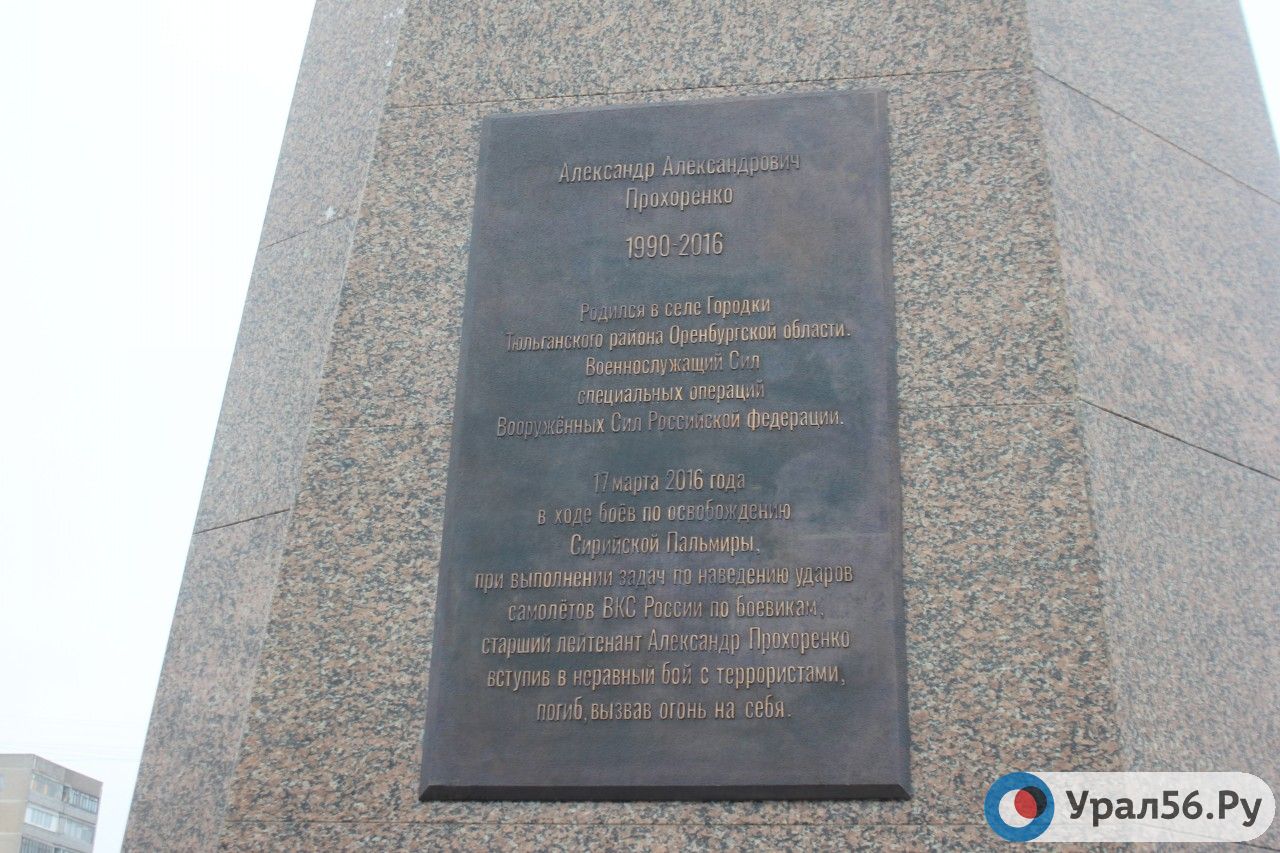 Александр Александрович
Прохоренко
1990-2016
Родился в селе Городки
Тюльганского района Оренбургской области.
Военнослужащий Сил
специальных операций
Вооружённых Сил Российской федерации.
17 марта 2016 года
в ходе боёв по освобождению
Сирийской Пальмиры,
при выполнении задач по наведению ударов
самолётов ВКС России по боевикам,
старший лейтенант Александр Прохоренко
вступив в неравный бой с террористами,
погиб, вызвав огонь на себя.
Урал56.Ру